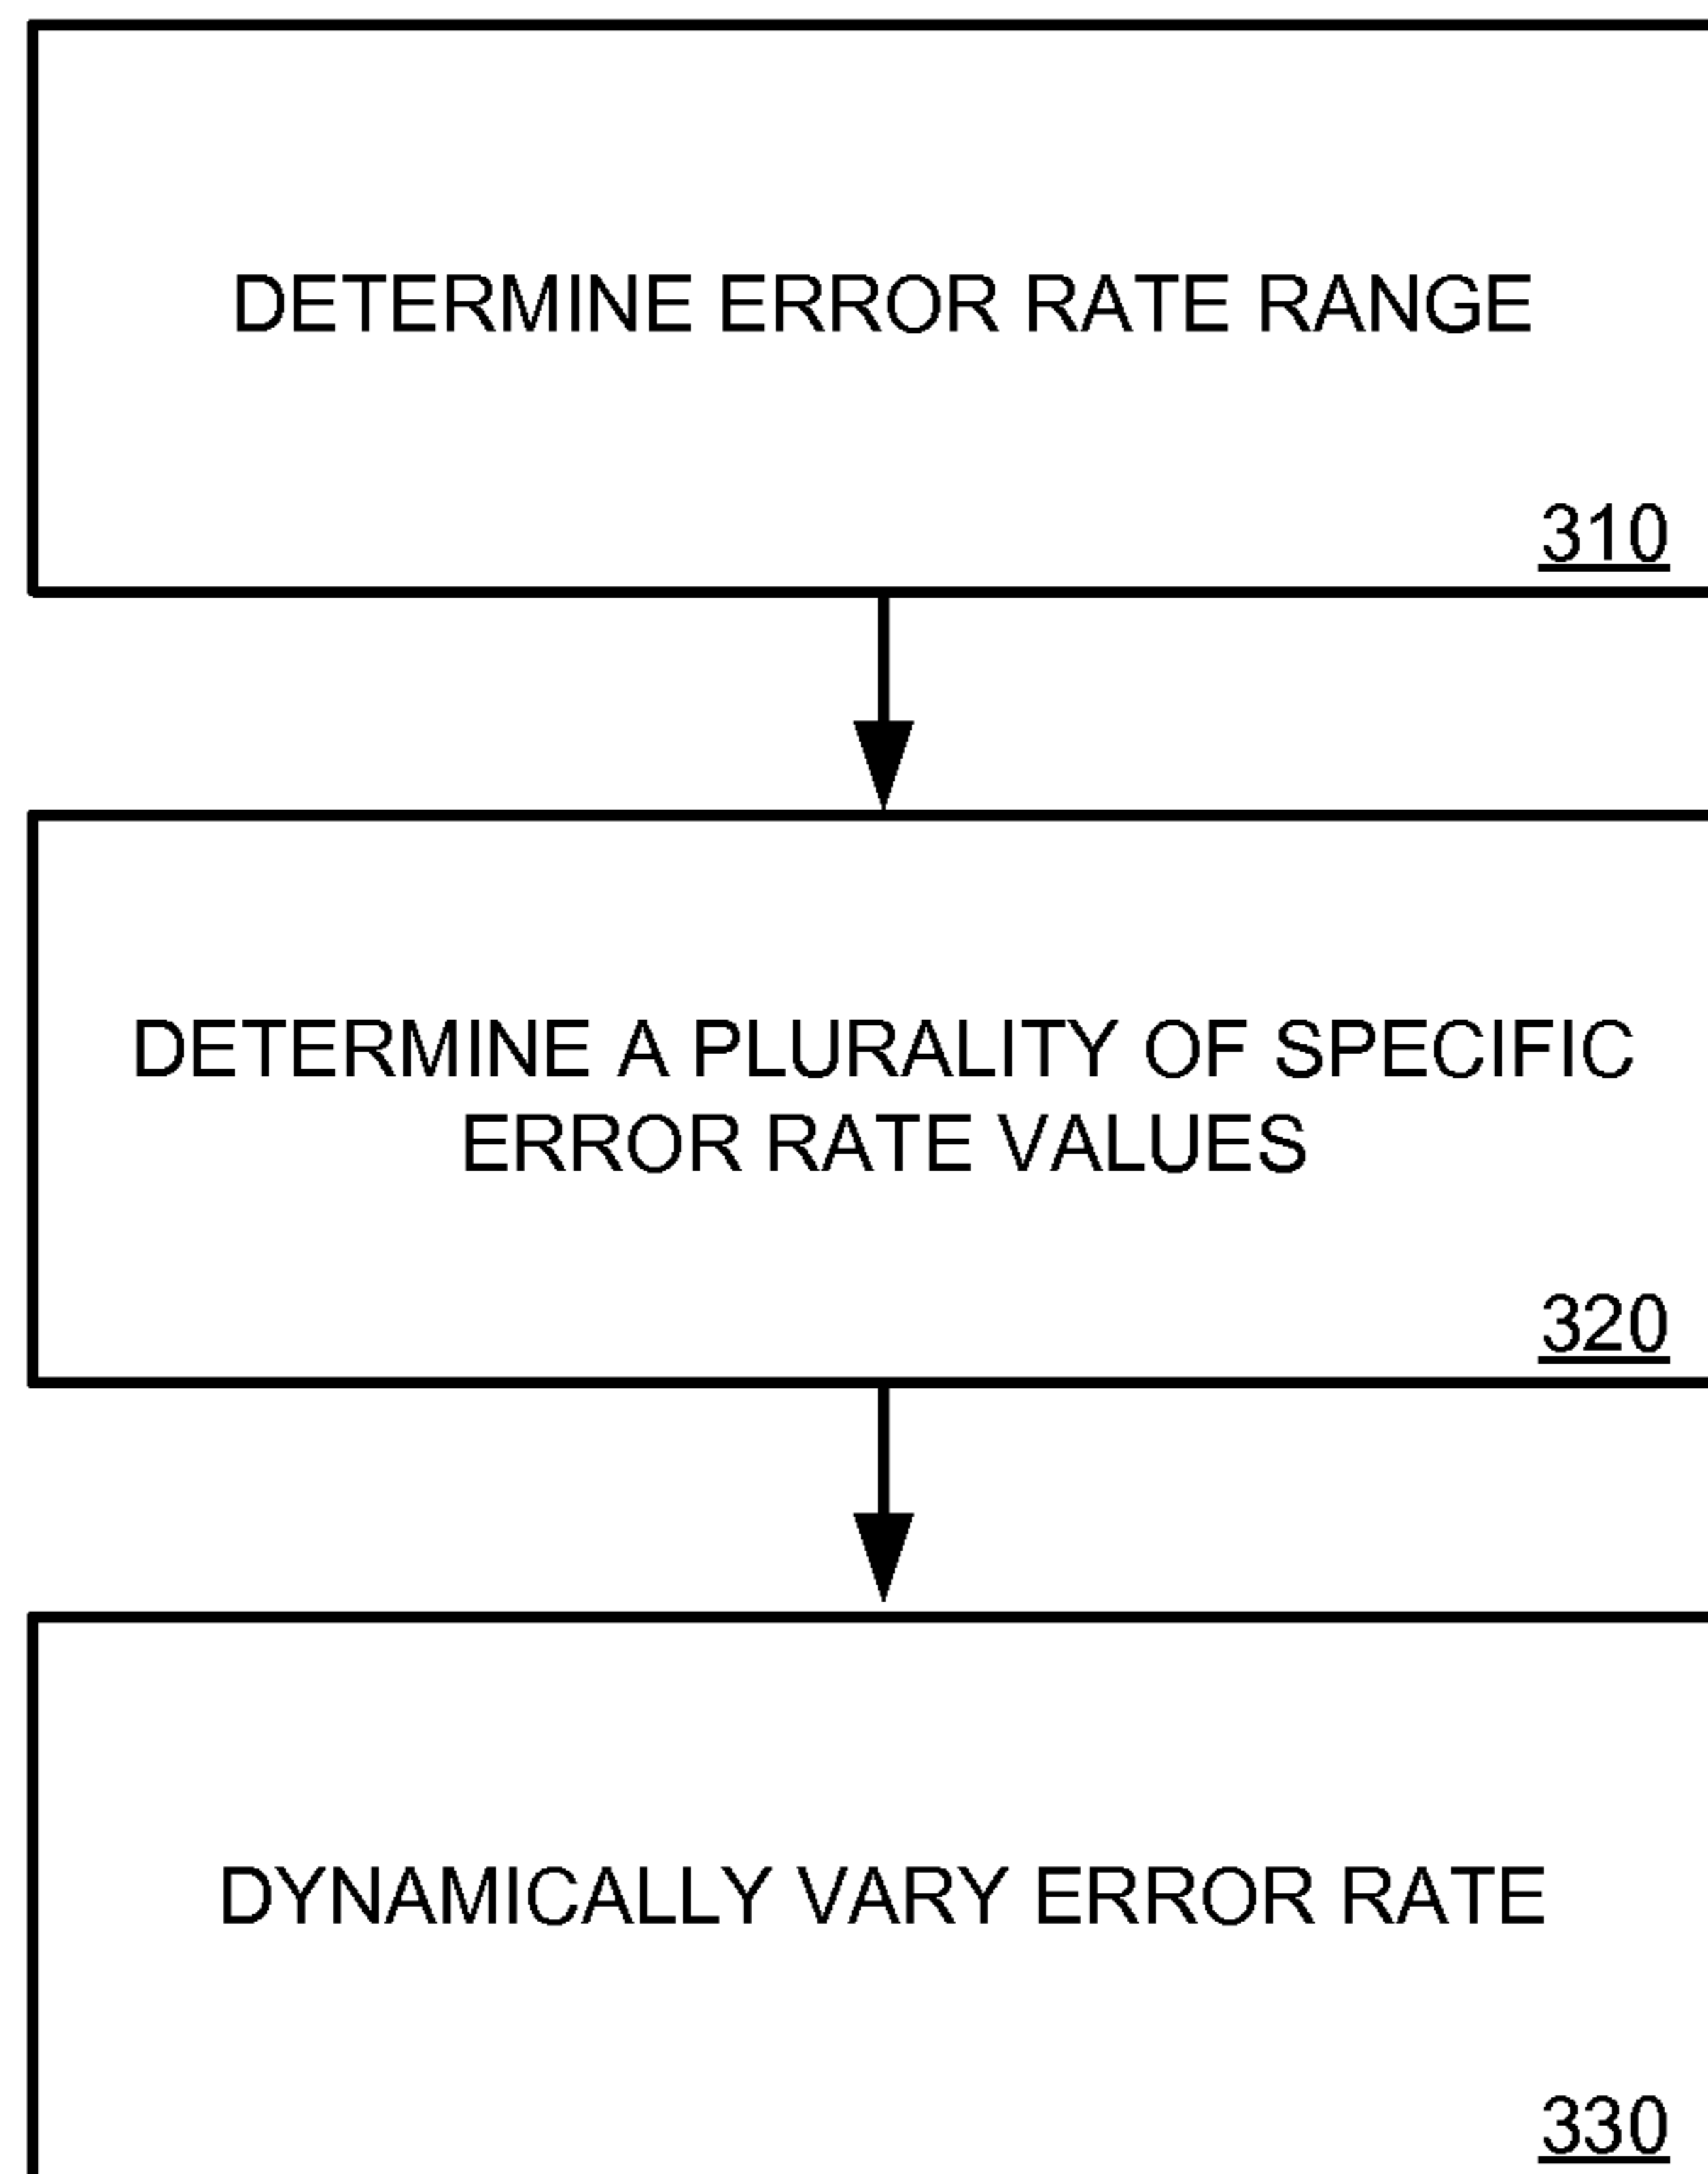 DETERMINE ERROR RATE RANGE
310
DETERMINE A PLURALITY OF SPECIFIC
ERROR RATE VALUES
320
DYNAMICALLY VARY ERROR RATE
330